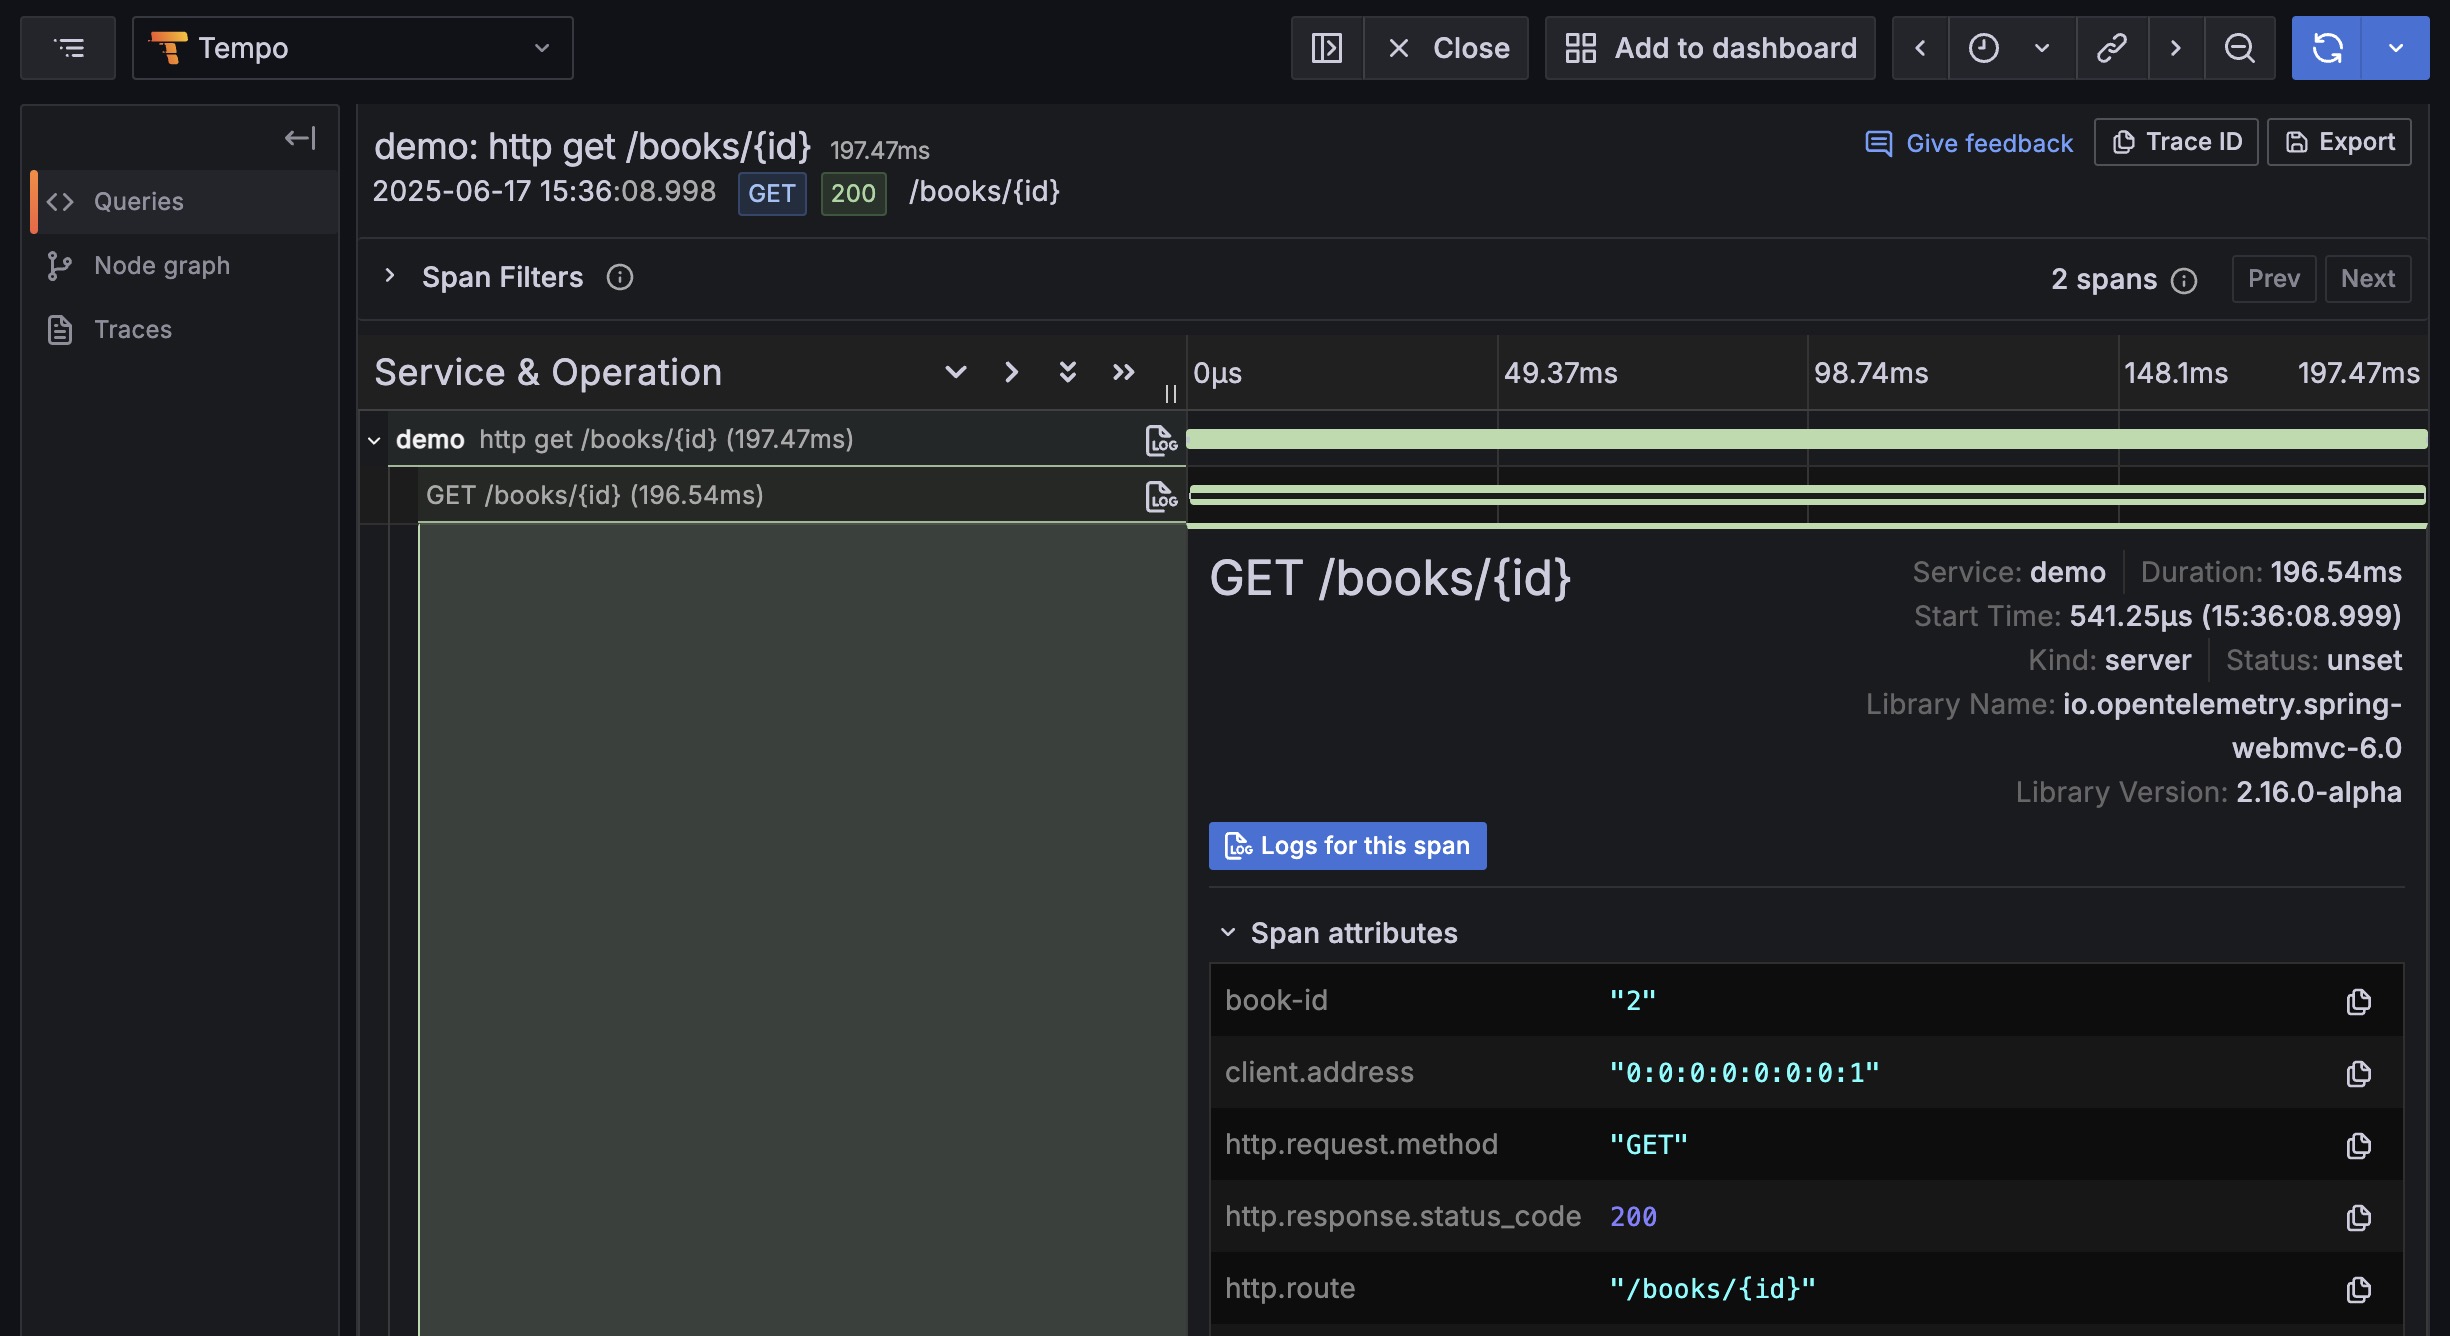 Tempo
Close
Add to dashboard
Queries
Node graph
Traces
demo: http get /books/{id} 197.47ms
2025-06-17 15:36:08.998 GET 200 /books/{id}
Give feedback
Trace ID
Export
Span Filters
2 spans
Prev
Next
Service & Operation
0μs 49.37ms 98.74ms 148.1ms 197.47ms
demo http get /books/{id} (197.47ms)
LOG
GET /books/{id} (196.54ms)
LOG
GET /books/{id}
Service: demo Duration: 196.54ms
Start Time: 541.25μs (15:36:08.999)
Kind: server Status: unset
Library Name: io.opentelemetry.spring-
webmvc-6.0
Library Version: 2.16.0-alpha
LOG Logs for this span
Span attributes
book-id "2"
client.address "0:0:0:0:0:0:0:1"
http.request.method "GET"
http.response.status_code 200
http.route "/books/{id}"